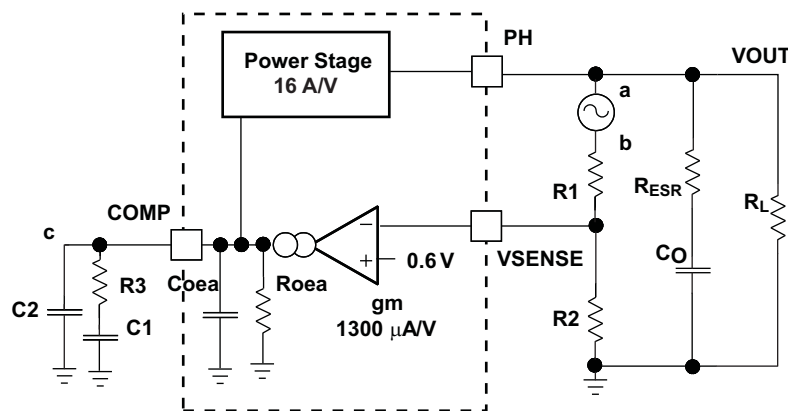 PH
Power Stage
16 A/V
VOUT
a
b
R1
RESR
RL
COMP
c
0.6 V
VSENSE
Coea
Roea
R3
CO
C2
C1
gm
1300 µA/V
R2